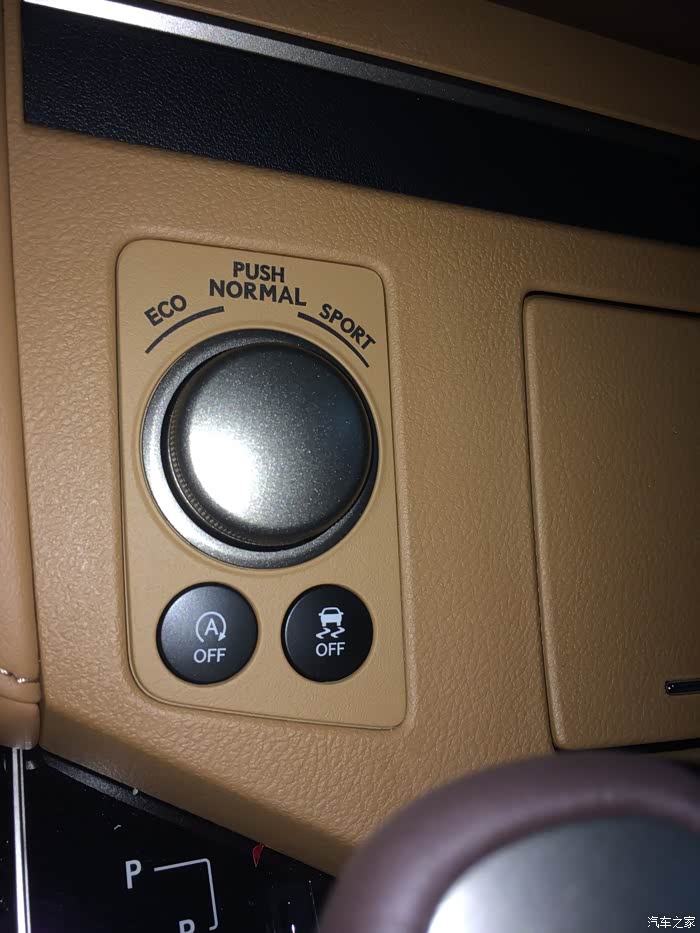 PUSH
NORMAL
ECO
SPORT
A
OFF
OFF
P
R
汽车之家